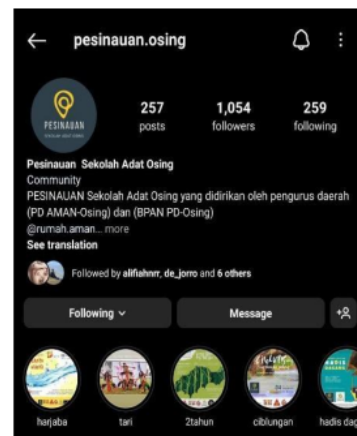 pesinauan.osing
PESINAUAN
257 1,054 259
posts followers following
Pesinauan Sekolah Adat Osing
Community
PESINAUAN Sekolah Adat Osing yang didirikan oleh pengurus daerah
(PD AMAN-Osing) dan (BPAN PD-Osing)
@rumah.aman... more
See translation
Followed by alifiahnrr, de_jorro and 6 others
Following Message
harjaba tari 2tahun ciblungan hadis dag